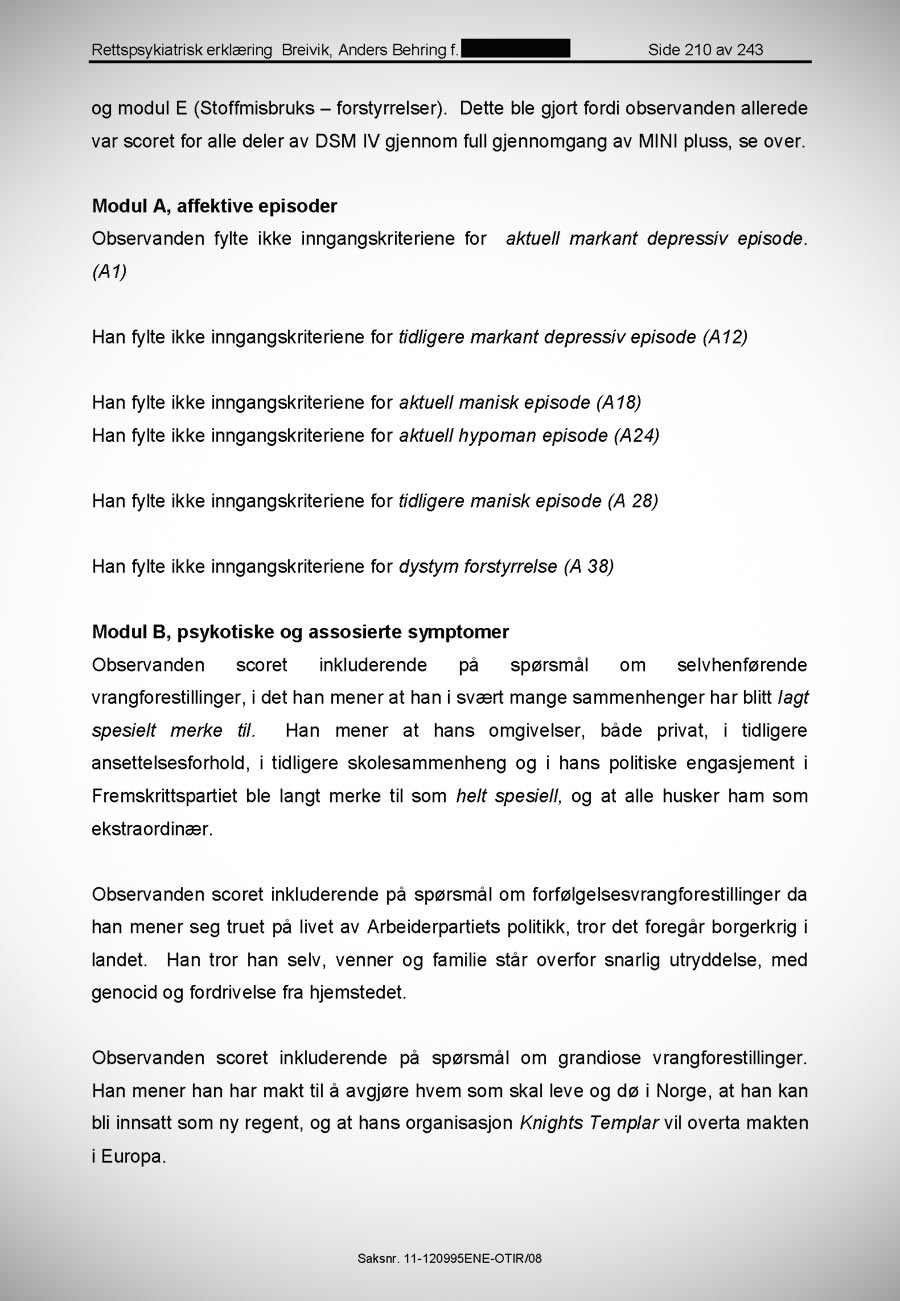 Rettspsykiatrisk erklæring Breivik, Anders Behring f. Side 210 av 243
og modul E (Stoffmisbruks – forstyrrelser). Dette ble gjort fordi observanden allerede
var scoret for alle deler av DSM IV gjennom full gjennomgang av MINI pluss, se over.
Modul A, affektive episoder
Observanden fylte ikke inngangskriteriene for aktuell markant depressiv episode.
(A1)
Han fylte ikke inngangskriteriene for tidligere markant depressiv episode (A12)
Han fylte ikke inngangskriteriene for aktuell manisk episode (A18)
Han fylte ikke inngangskriteriene for aktuell hypoman episode (A24)
Han fylte ikke inngangskriteriene for tidligere manisk episode (A 28)
Han fylte ikke inngangskriteriene for dystym forstyrrelse (A 38)
Modul B, psykotiske og assosierte symptomer
Observanden scoret inkluderende på spørsmål om selvhenførende
vrangforestillinger, i det han mener at han i svært mange sammenhenger har blitt lagt
spesielt merke til. Han mener at hans omgivelser, både privat, i tidligere
ansettelsesforhold, i tidligere skolesammenheng og i hans politiske engasjement i
Fremskrittspartiet ble langt merke til som helt spesiell, og at alle husker ham som
ekstraordinær.
Observanden scoret inkluderende på spørsmål om forfølgelsesvrangforestillinger da
han mener seg truet på livet av Arbeiderpartiets politikk, tror det foregår borgerkrig i
landet. Han tror han selv, venner og familie står overfor snarlig utryddelse, med
genocid og fordrivelse fra hjemstedet.
Observanden scoret inkluderende på spørsmål om grandiose vrangforestillinger.
Han mener han har makt til å avgjøre hvem som skal leve og dø i Norge, at han kan
bli innsatt som ny regent, og at hans organisasjon Knights Templar vil overta makten
i Europa.
Saksnr. 11-120995ENE-OTIR/08